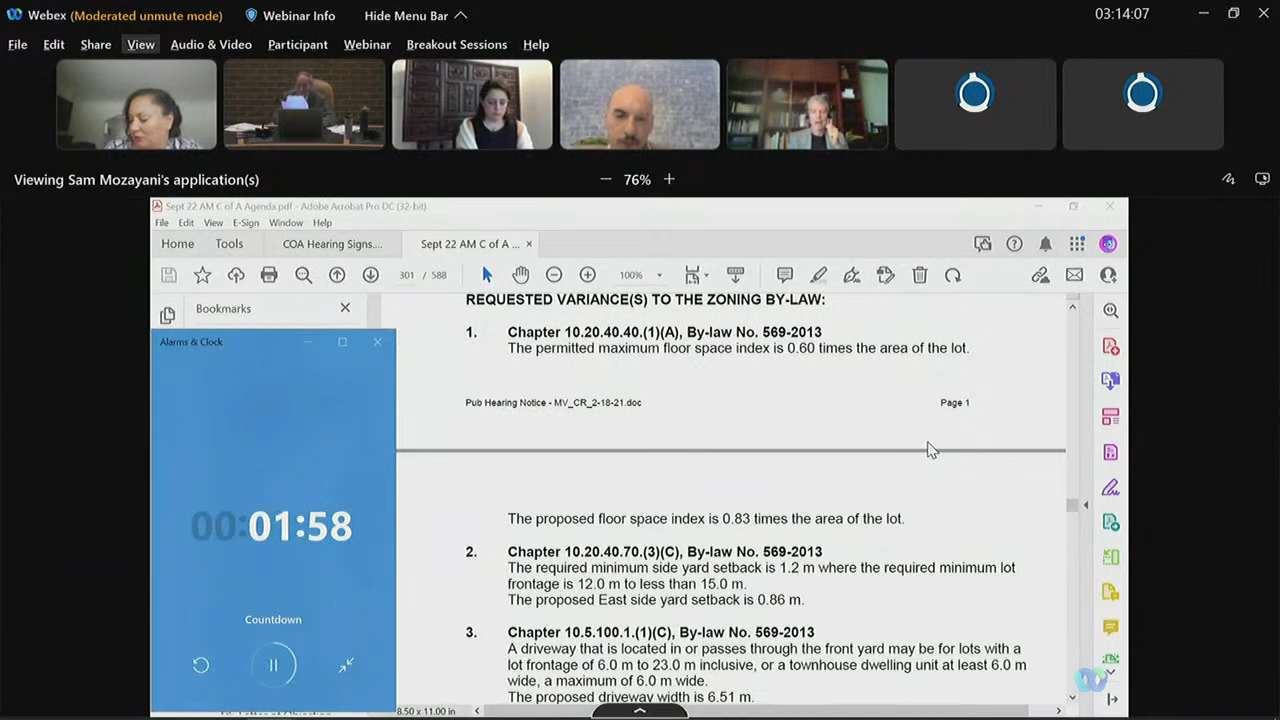 Webex (Moderated unmute mode) Webinar Info Hide Menu Bar 03:14:07
File Edit Share View Audio & Video Participant Webinar Breakout Sessions Help
Viewing Sam Mozayani's application(s) 76%
Sept 22 AM C of A Agenda.pdf - Adobe Acrobat Pro DC (32-bit)
File Edit View E-Sign Window Help
Home Tools COA Hearing Signs.... Sept 22 AM C of A ... ×
301 / 588 100%
Bookmarks
REQUESTED VARIANCE(S) TO THE ZONING BY-LAW:
Alarms & Clock
1. Chapter 10.20.40.40.(1)(A), By-law No. 569-2013
The permitted maximum floor space index is 0.60 times the area of the lot.
Pub Hearing Notice - MV_CR_2-18-21.doc Page 1
00:01:58
Countdown
The proposed floor space index is 0.83 times the area of the lot.
2. Chapter 10.20.40.70.(3)(C), By-law No. 569-2013
The required minimum side yard setback is 1.2 m where the required minimum lot
frontage is 12.0 m to less than 15.0 m.
The proposed East side yard setback is 0.86 m.
3. Chapter 10.5.100.1.(1)(C), By-law No. 569-2013
A driveway that is located in or passes through the front yard may be for lots with a
lot frontage of 6.0 m to 23.0 m inclusive, or a townhouse dwelling unit at least 6.0 m
wide, a maximum of 6.0 m wide.
The proposed driveway width is 6.51 m.
8.50 x 11.00 in